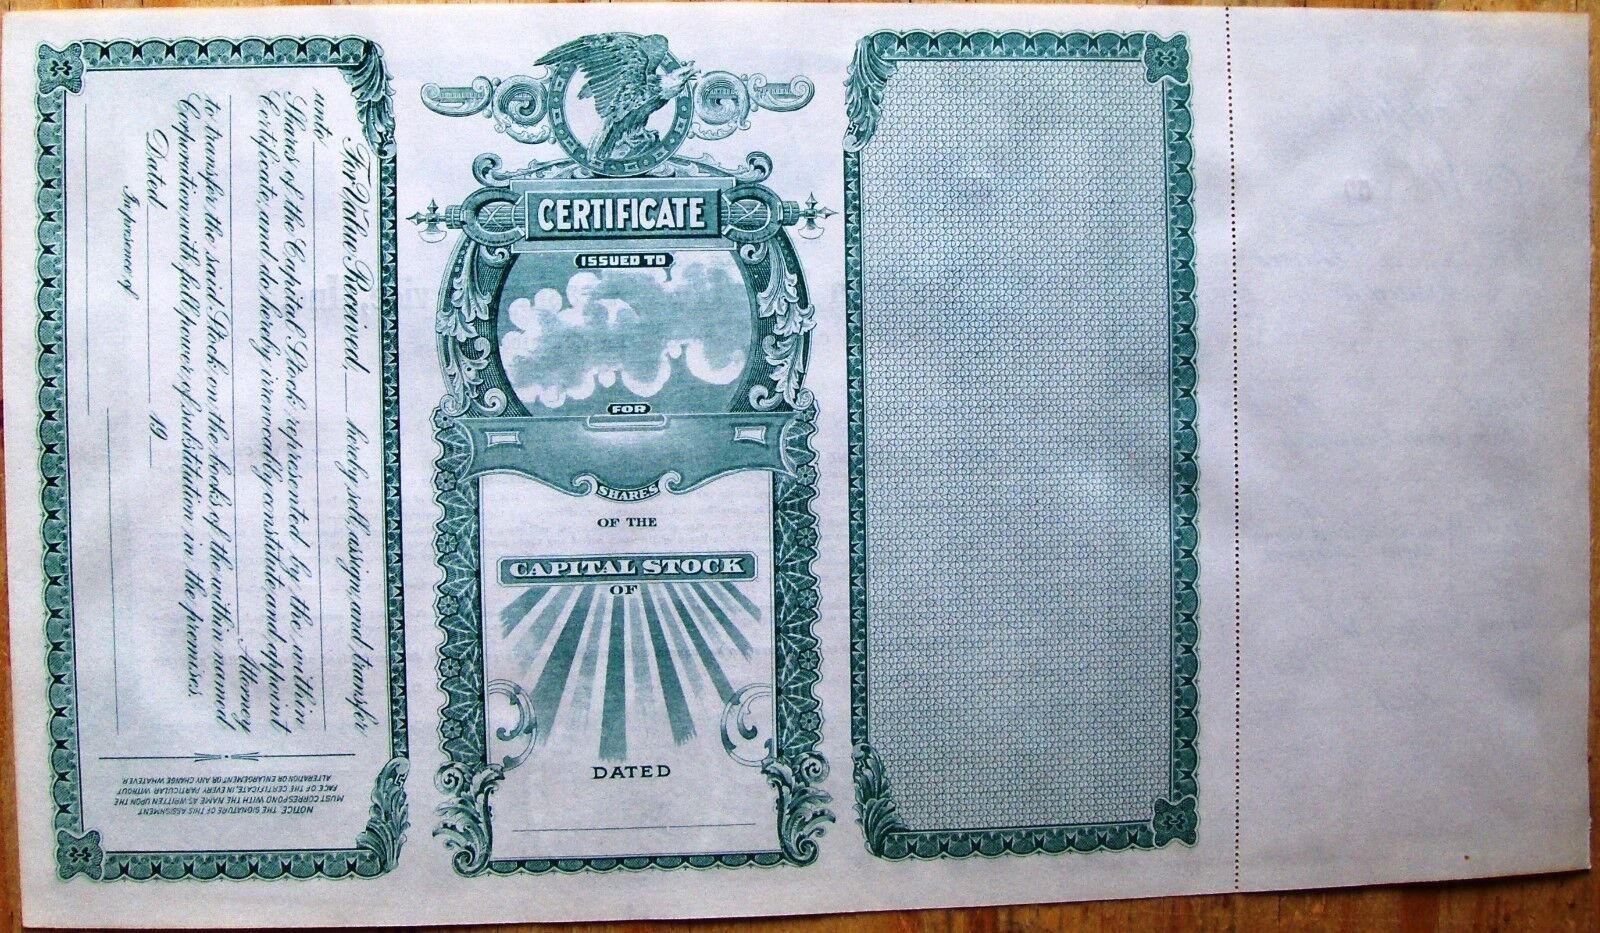 For Value Received, hereby sell, assign, and transfer
unto
Shares of the Capital Stock represented by the within
Certificate, and do hereby irrevocably constitute and appoint
Attorney
to transfer the said Stock on the books of the within named
Corporation with full power of substitution in the premises.
Dated 19
In presence of
NOTICE. THE SIGNATURE OF THIS ASSIGNMENT
MUST CORRESPOND WITH THE NAME AS WRITTEN UPON THE
FACE OF THE CERTIFICATE, IN EVERY PARTICULAR WITHOUT
ALTERATION OR ENLARGEMENT OR ANY CHANGE WHATEVER
CERTIFICATE
ISSUED TO
FOR
SHARES
OF THE
CAPITAL STOCK
OF
DATED